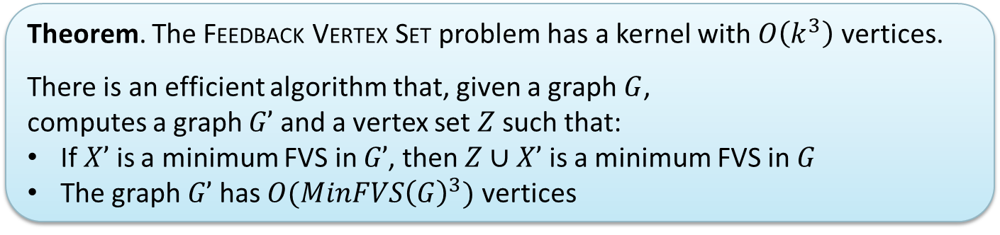 Theorem. The FEEDBACK VERTEX SET problem has a kernel with O(k³) vertices.
There is an efficient algorithm that, given a graph G,
computes a graph G’ and a vertex set Z such that:
• If X’ is a minimum FVS in G’, then Z ∪ X’ is a minimum FVS in G
• The graph G’ has O(MinFVS(G)³) vertices